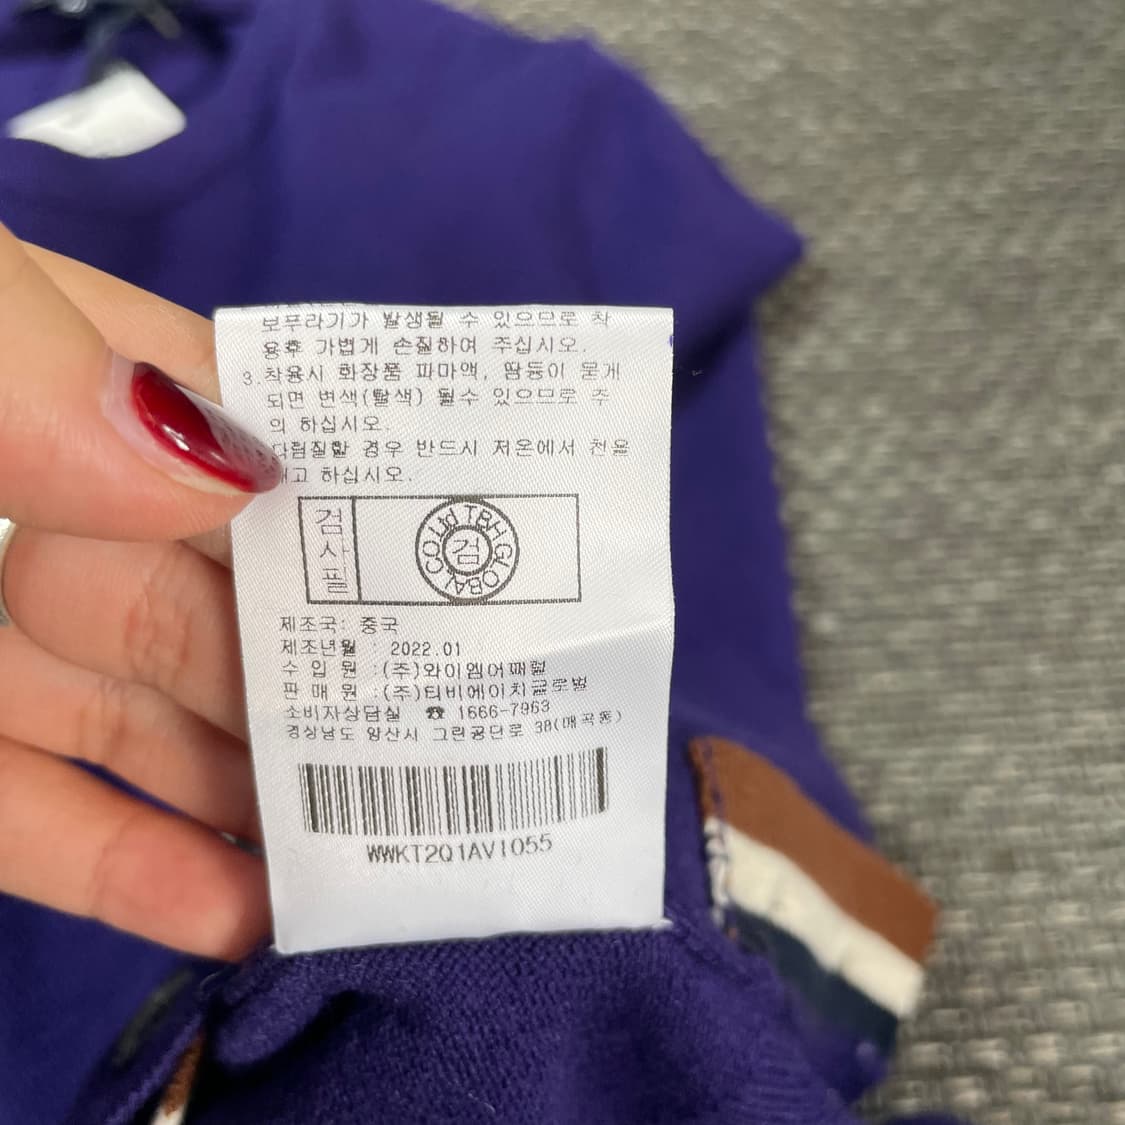 보푸라기가 발생될 수 있으므로 착
용후 가볍게 손질하여 주십시오.
3.착용시 화장품 파마액, 땀등이 묻게
되면 변색(탈색) 될수 있으므로 주
의 하십시오.
다림질할 경우 반드시 저온에서 천을
대고 하십시오.
검사필
CO.Ltd TBH GLOBAL
검
제조국: 중국
제조년월 : 2022.01
수 입 원 :(주)와이엠어패럴
판 매 원 :(주)티비에이치글로벌
소비자상담실 ☎ 1666-7963
경상남도 양산시 그린공단로 38(매곡동)
WWKT2Q1AVI055